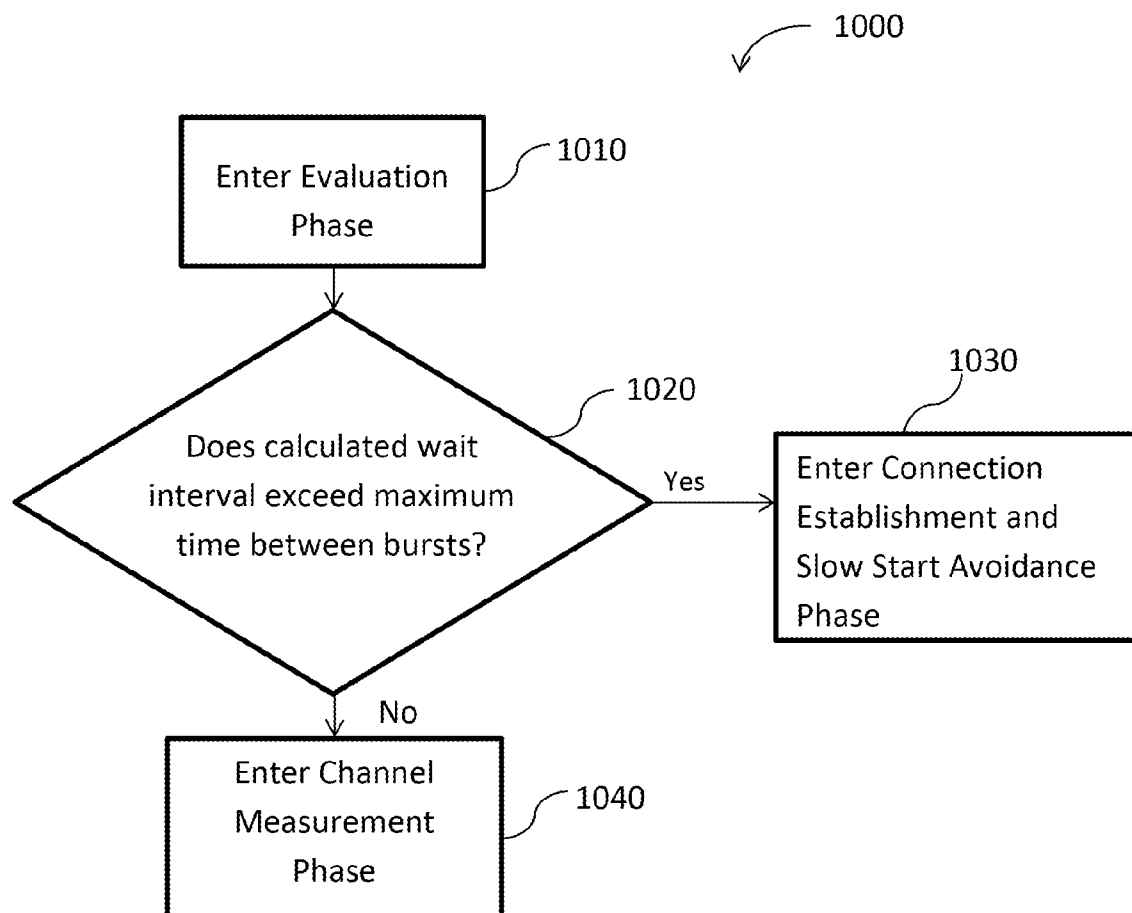 1000
Enter Evaluation
Phase
1010
Does calculated wait
interval exceed maximum
time between bursts?
1020
Yes
1030
Enter Connection
Establishment and
Slow Start Avoidance
Phase
No
Enter Channel
Measurement
Phase
1040